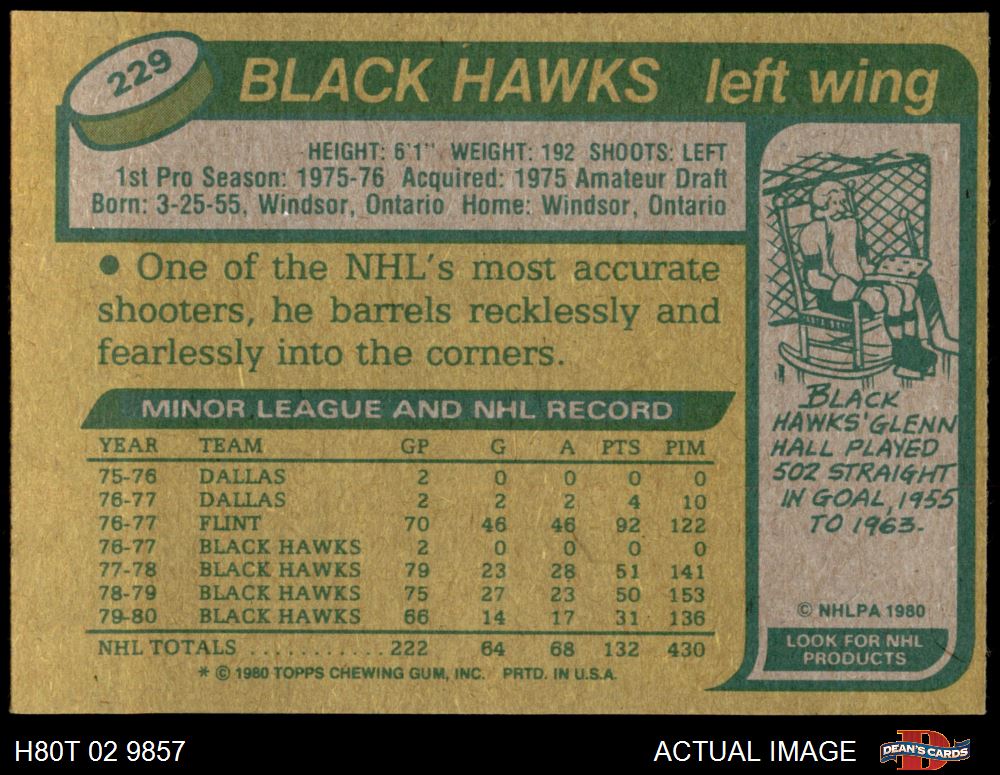 229
BLACK HAWKS left wing
HEIGHT: 6'1" WEIGHT: 192 SHOOTS: LEFT
1st Pro Season: 1975-76 Acquired: 1975 Amateur Draft
Born: 3-25-55, Windsor, Ontario Home: Windsor, Ontario
• One of the NHL's most accurate
shooters, he barrels recklessly and
fearlessly into the corners.
MINOR LEAGUE AND NHL RECORD
YEAR TEAM GP G A PTS PIM
75-76 DALLAS 2 0 0 0 0
76-77 DALLAS 2 2 2 4 10
76-77 FLINT 70 46 46 92 122
76-77 BLACK HAWKS 2 0 0 0 0
77-78 BLACK HAWKS 79 23 28 51 141
78-79 BLACK HAWKS 75 27 23 50 153
79-80 BLACK HAWKS 66 14 17 31 136
NHL TOTALS ............ 222 64 68 132 430
* © 1980 TOPPS CHEWING GUM, INC. PRTD. IN U.S.A.
BLACK
HAWKS' GLENN
HALL PLAYED
502 STRAIGHT
IN GOAL, 1955
TO 1963.
© NHLPA 1980
LOOK FOR NHL
PRODUCTS
H80T 02 9857
ACTUAL IMAGE
DEAN'S CARDS